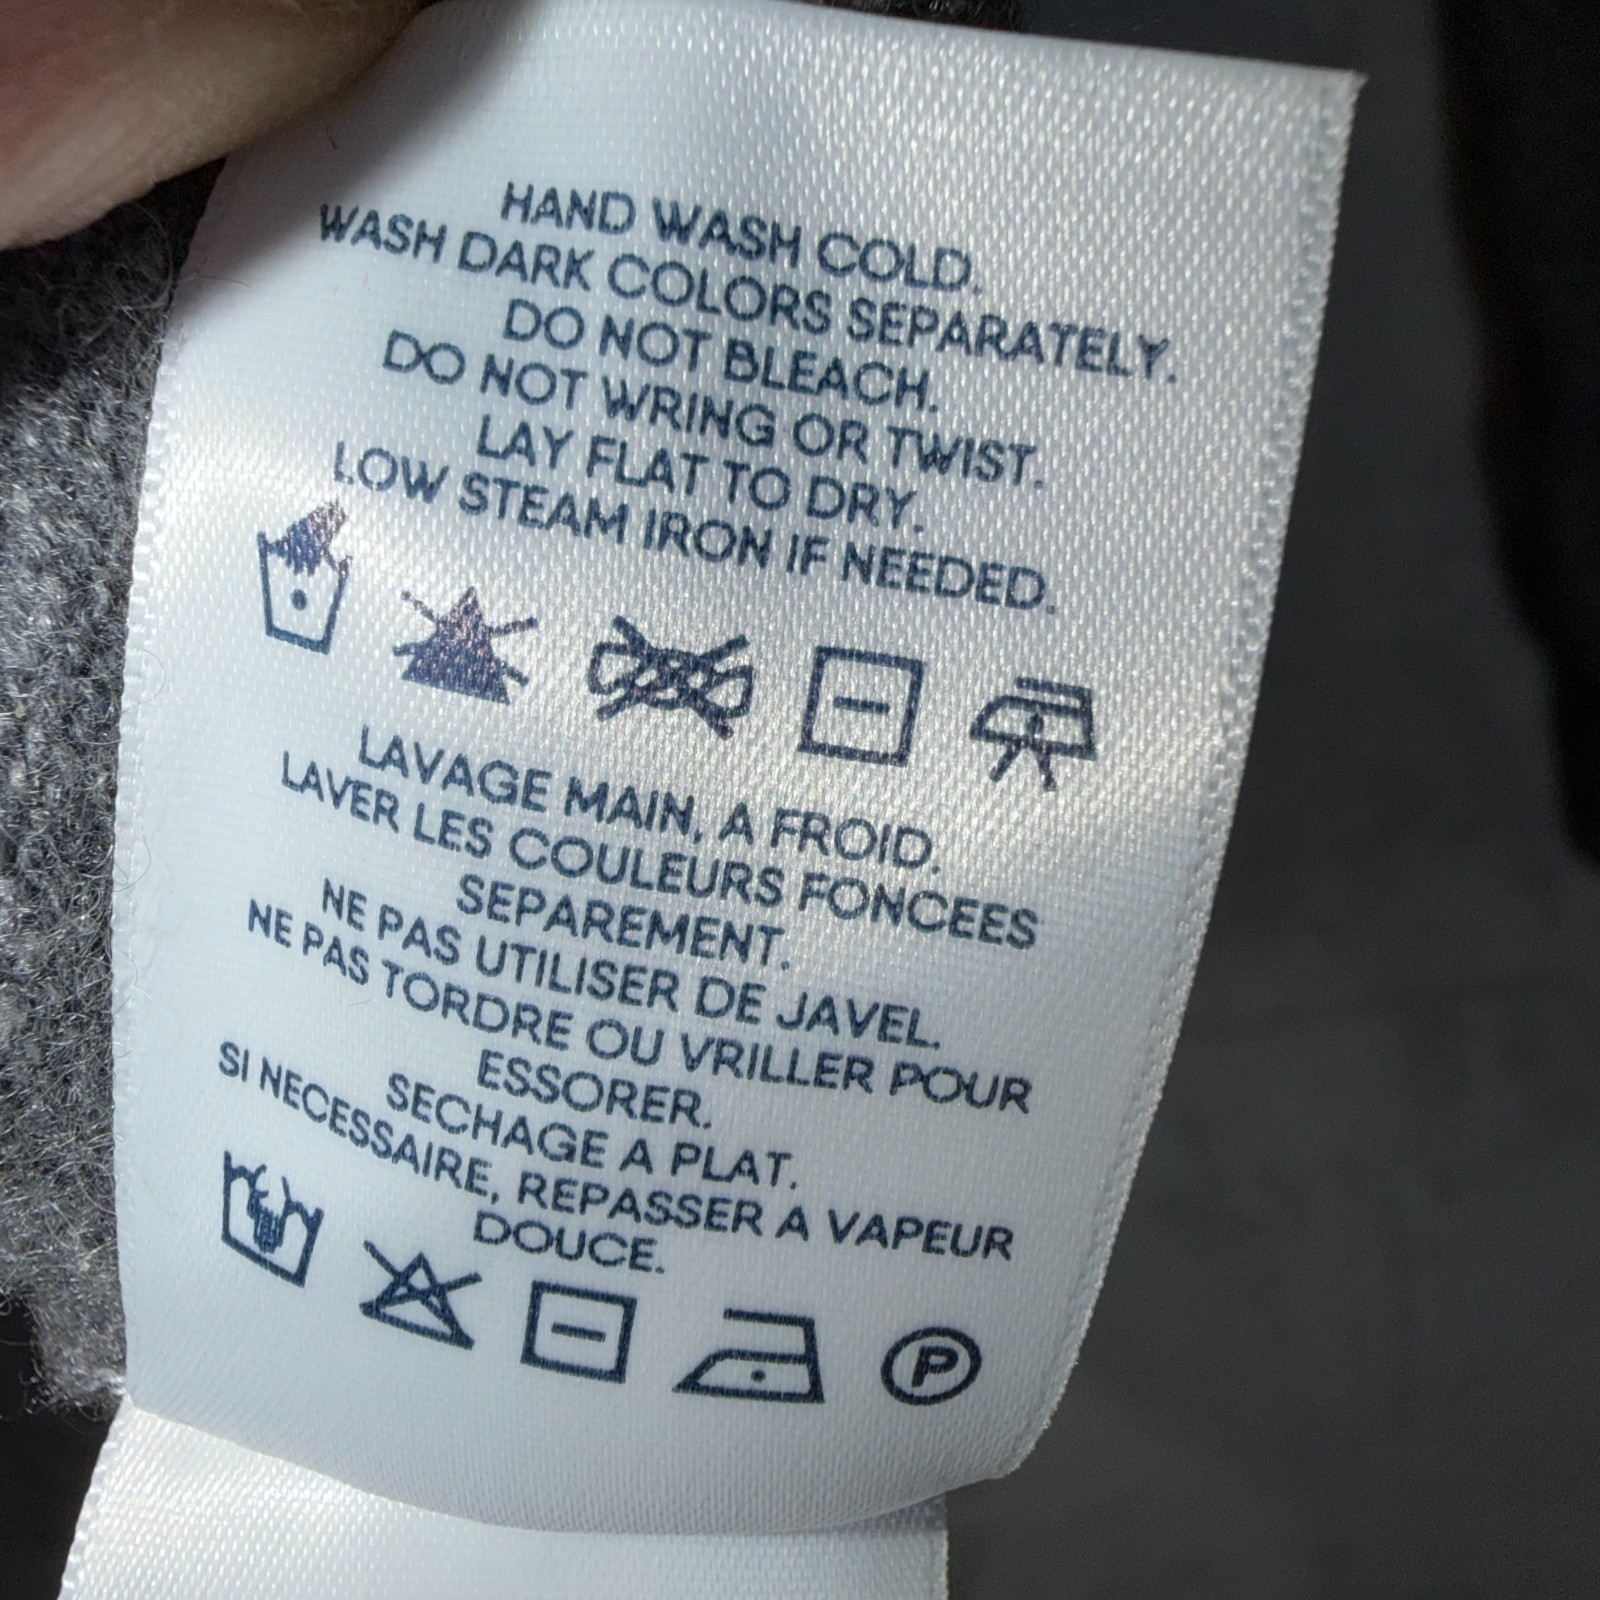 HAND WASH COLD.
WASH DARK COLORS SEPARATELY.
DO NOT BLEACH.
DO NOT WRING OR TWIST.
LAY FLAT TO DRY.
LOW STEAM IRON IF NEEDED.
LAVAGE MAIN, A FROID.
LAVER LES COULEURS FONCEES
SEPAREMENT.
NE PAS UTILISER DE JAVEL.
NE PAS TORDRE OU VRILLER POUR
ESSORER.
SECHAGE A PLAT.
SI NECESSAIRE, REPASSER A VAPEUR
DOUCE.
P